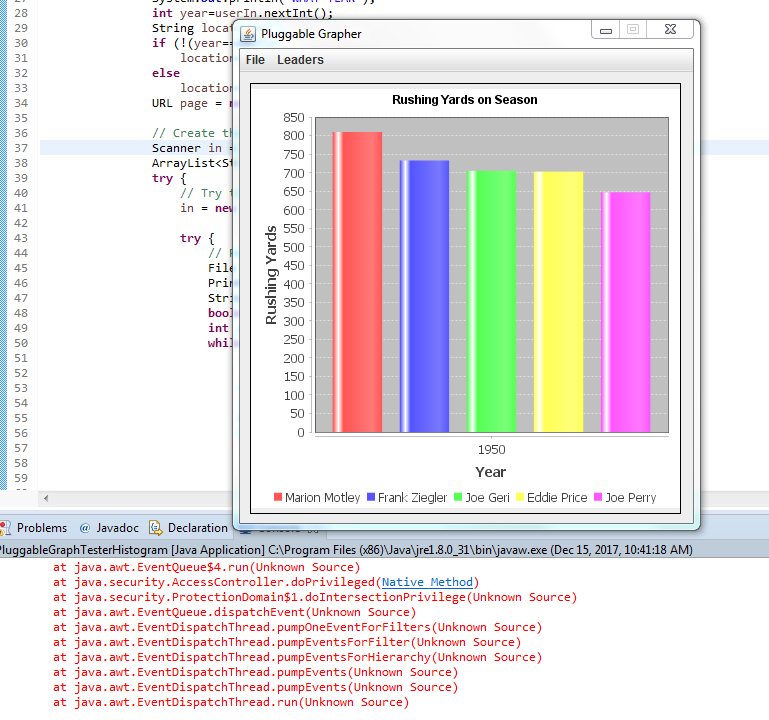 28 int year=userIn.nextInt();
29 String locat
30 if (!(year==
31 location
32 else
33 location
34 URL page = n
35
36 // Create th
37 Scanner in =
38 ArrayList<St
39 try {
40 // Try t
41 in = new
42
43 try {
44 // F
45 File
46 Prin
47 Stri
48 bool
49 int
50 whil
51
52
53
54
55
56
57
58
59
Pluggable Grapher
File Leaders
Rushing Yards on Season
850
800
750
700
650
600
550
500
450
400
350
300
250
200
150
100
50
0
Rushing Yards
1950
Year
Marion Motley Frank Ziegler Joe Geri Eddie Price Joe Perry
Problems @ Javadoc Declaration
PluggableGraphTesterHistogram [Java Application] C:\Program Files (x86)\Java\jre1.8.0_31\bin\javaw.exe (Dec 15, 2017, 10:41:18 AM)
at java.awt.EventQueue$4.run(Unknown Source)
at java.security.AccessController.doPrivileged(Native Method)
at java.security.ProtectionDomain$1.doIntersectionPrivilege(Unknown Source)
at java.awt.EventQueue.dispatchEvent(Unknown Source)
at java.awt.EventDispatchThread.pumpOneEventForFilters(Unknown Source)
at java.awt.EventDispatchThread.pumpEventsForFilter(Unknown Source)
at java.awt.EventDispatchThread.pumpEventsForHierarchy(Unknown Source)
at java.awt.EventDispatchThread.pumpEvents(Unknown Source)
at java.awt.EventDispatchThread.pumpEvents(Unknown Source)
at java.awt.EventDispatchThread.run(Unknown Source)